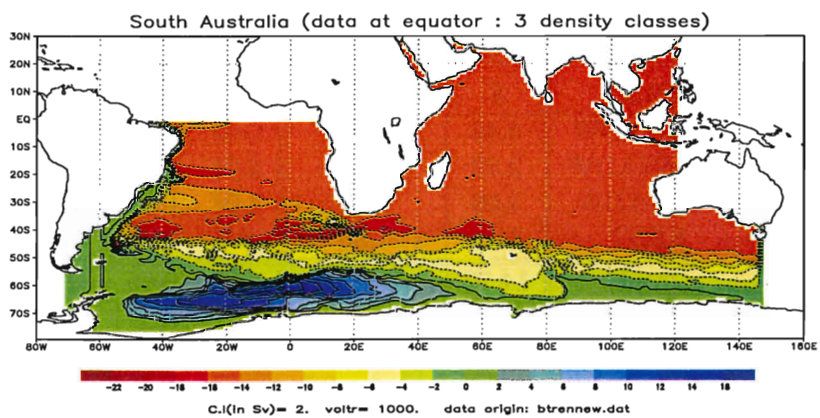 South Australia (data at equator : 3 density classes)
30N
20N
10N
EQ
10S
20S
30S
40S
50S
60S
70S
80W 60W 40W 20W 0 20E 40E 60E 80E 100E 120E 140E 160E
-22 -20 -18 -16 -14 -12 -10 -8 -6 -4 -2 0 2 4 6 8 10 12 14 18
C.I(in Sv)= 2. voltr= 1000. data origin: btrennew.dat